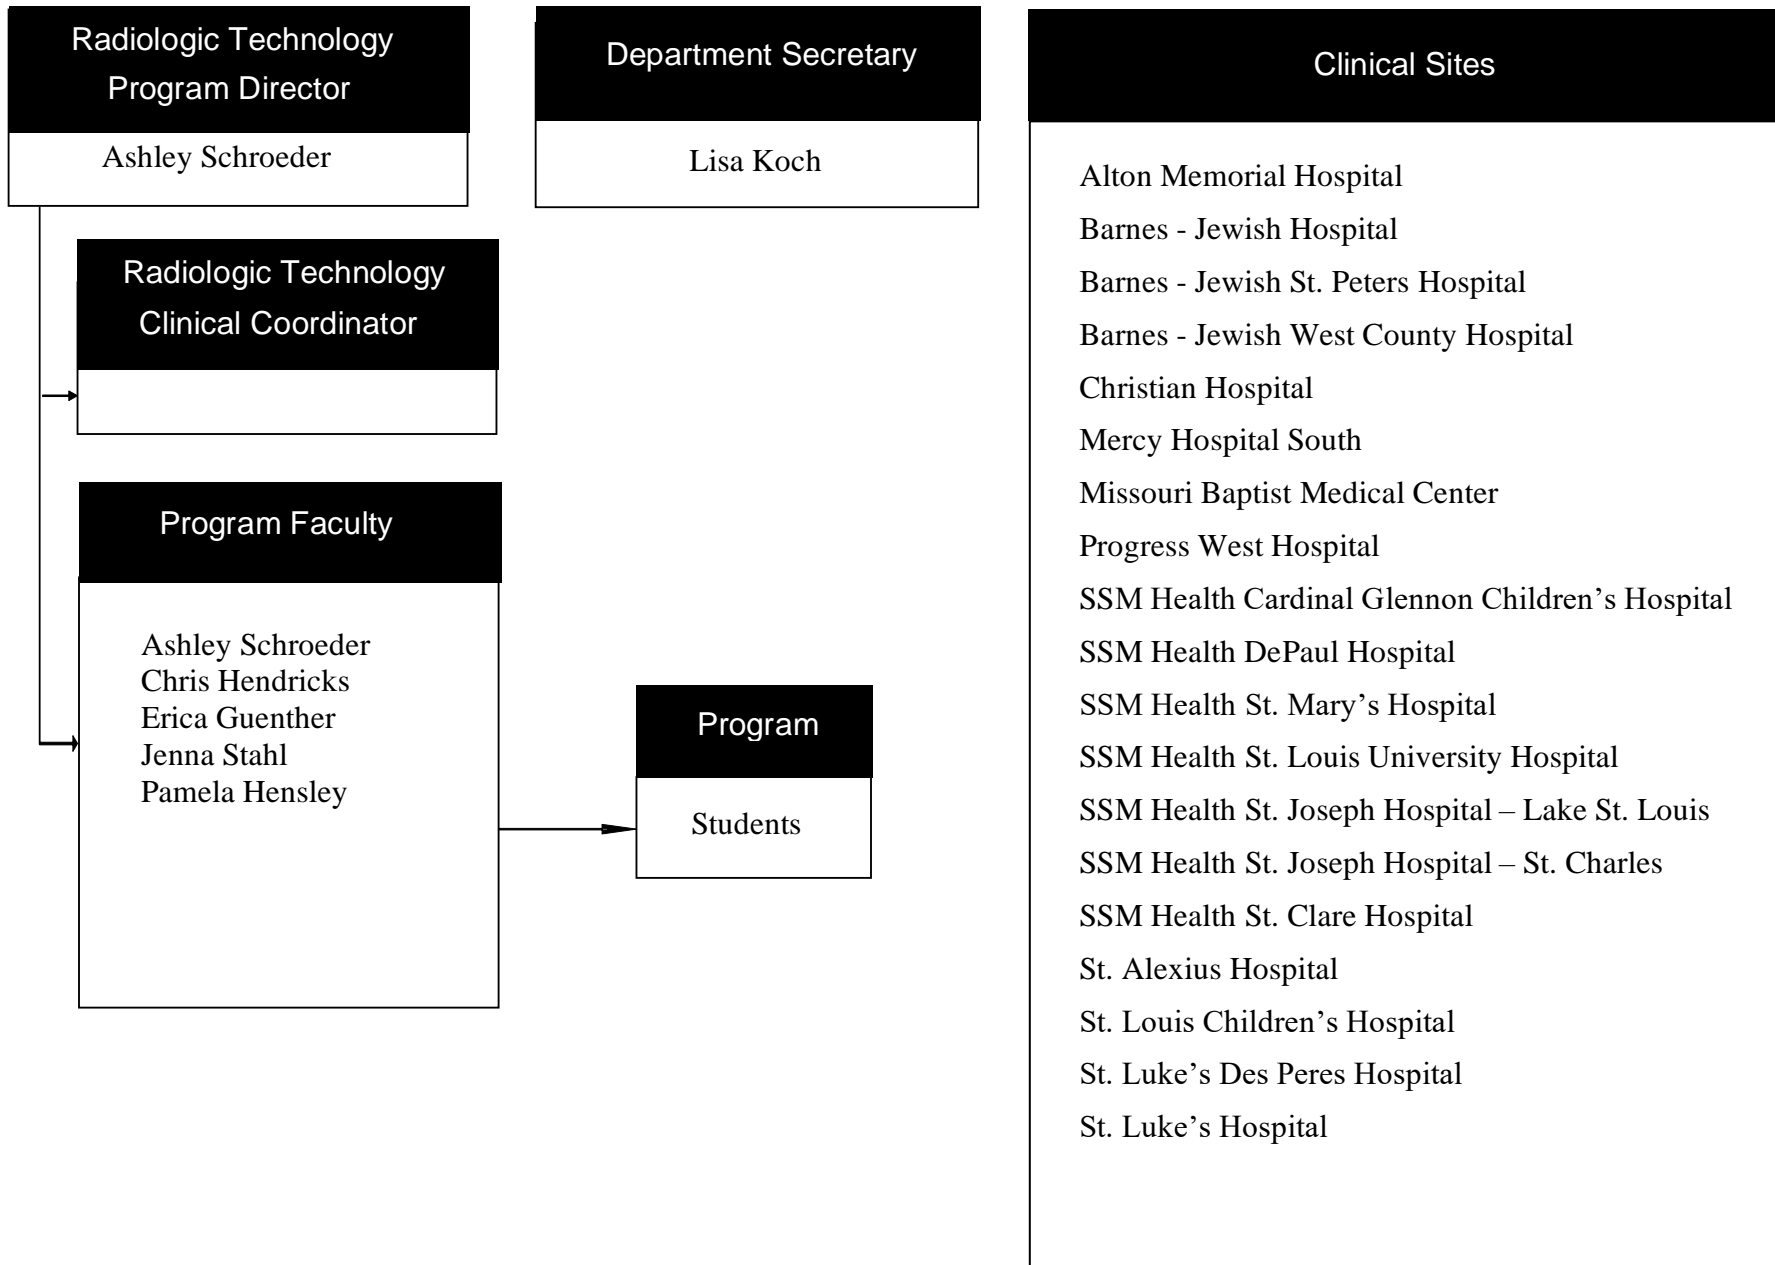 Radiologic Technology
Program Director
Ashley Schroeder
Department Secretary
Lisa Koch
Radiologic Technology
Clinical Coordinator
Program Faculty
Ashley Schroeder
Chris Hendricks
Erica Guenther
Jenna Stahl
Pamela Hensley
Program
Students
Clinical Sites
Alton Memorial Hospital
Barnes - Jewish Hospital
Barnes - Jewish St. Peters Hospital
Barnes - Jewish West County Hospital
Christian Hospital
Mercy Hospital South
Missouri Baptist Medical Center
Progress West Hospital
SSM Health Cardinal Glennon Children’s Hospital
SSM Health DePaul Hospital
SSM Health St. Mary’s Hospital
SSM Health St. Louis University Hospital
SSM Health St. Joseph Hospital – Lake St. Louis
SSM Health St. Joseph Hospital – St. Charles
SSM Health St. Clare Hospital
St. Alexius Hospital
St. Louis Children’s Hospital
St. Luke’s Des Peres Hospital
St. Luke’s Hospital